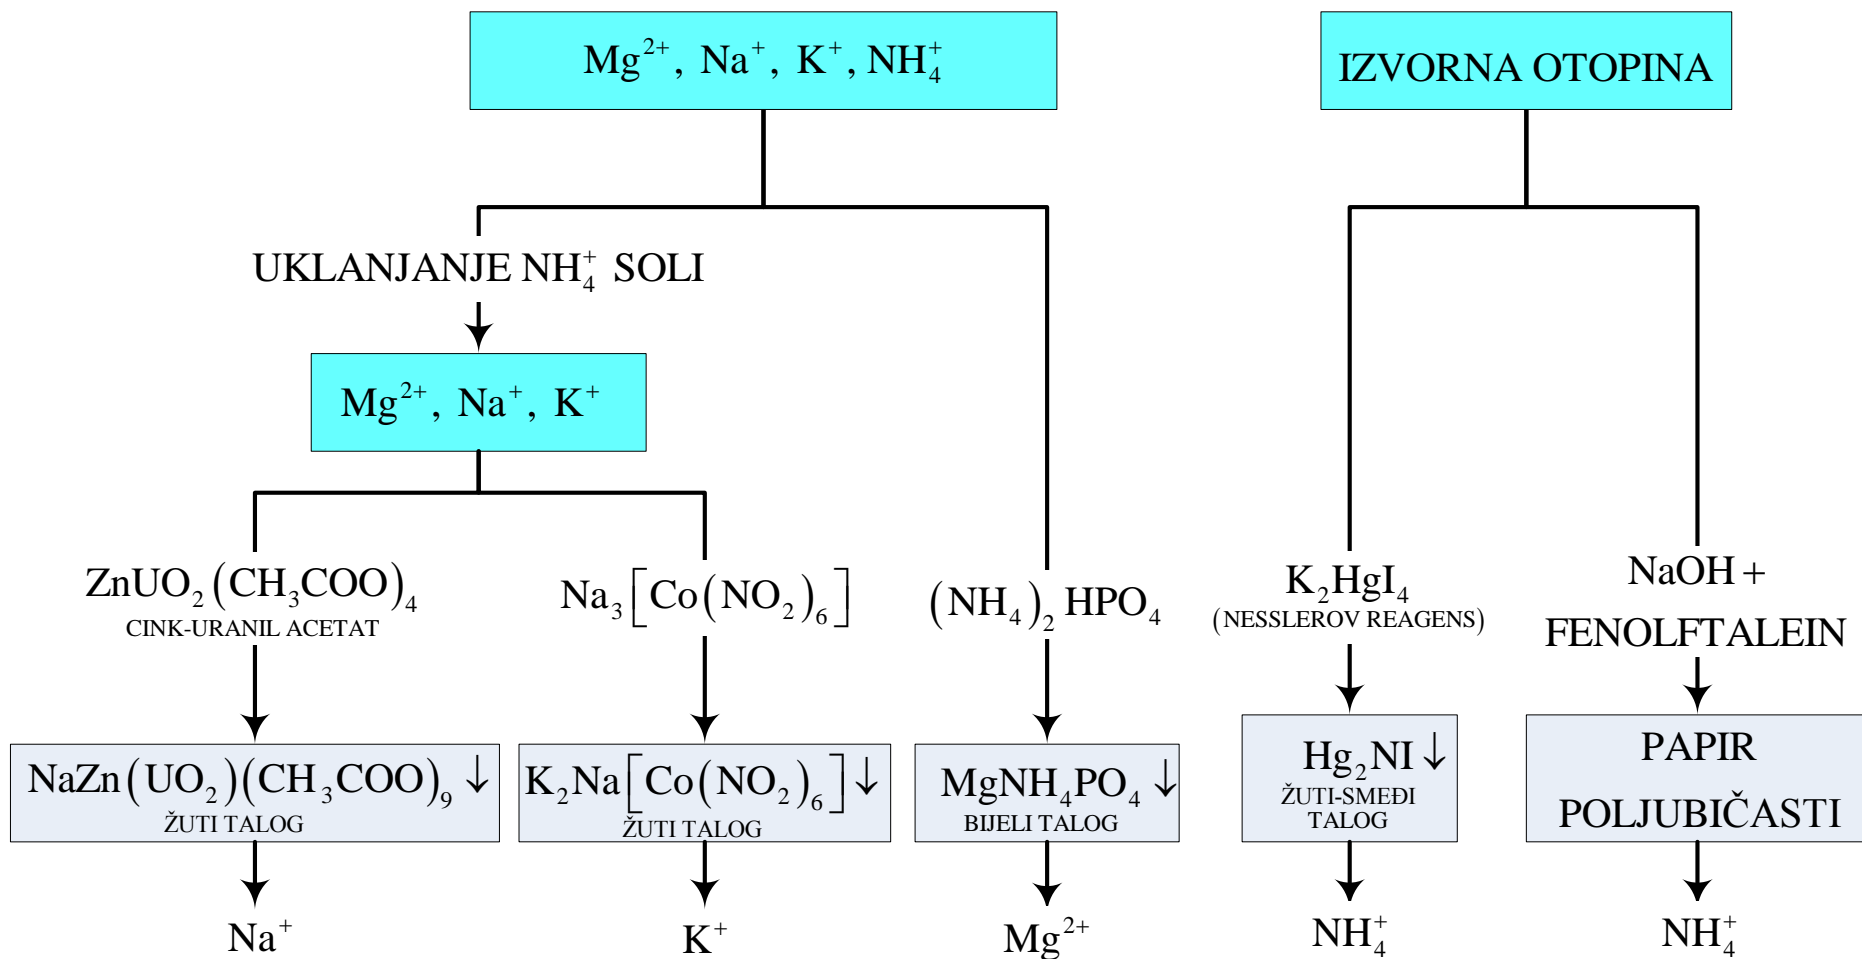 Mg²⁺, Na⁺, K⁺, NH₄⁺
IZVORNA OTOPINA
UKLANJANJE NH₄⁺ SOLI
Mg²⁺, Na⁺, K⁺
ZnUO₂(CH₃COO)₄
CINK-URANIL ACETAT
Na₃[Co(NO₂)₆]
(NH₄)₂HPO₄
K₂HgI₄
(NESSLEROV REAGENS)
NaOH +
FENOLFTALEIN
NaZn(UO₂)(CH₃COO)₉↓
ŽUTI TALOG
K₂Na[Co(NO₂)₆]↓
ŽUTI TALOG
MgNH₄PO₄↓
BIJELI TALOG
Hg₂NI↓
ŽUTI-SMEĐI
TALOG
PAPIR
POLJUBIČASTI
Na⁺
K⁺
Mg²⁺
NH₄⁺
NH₄⁺